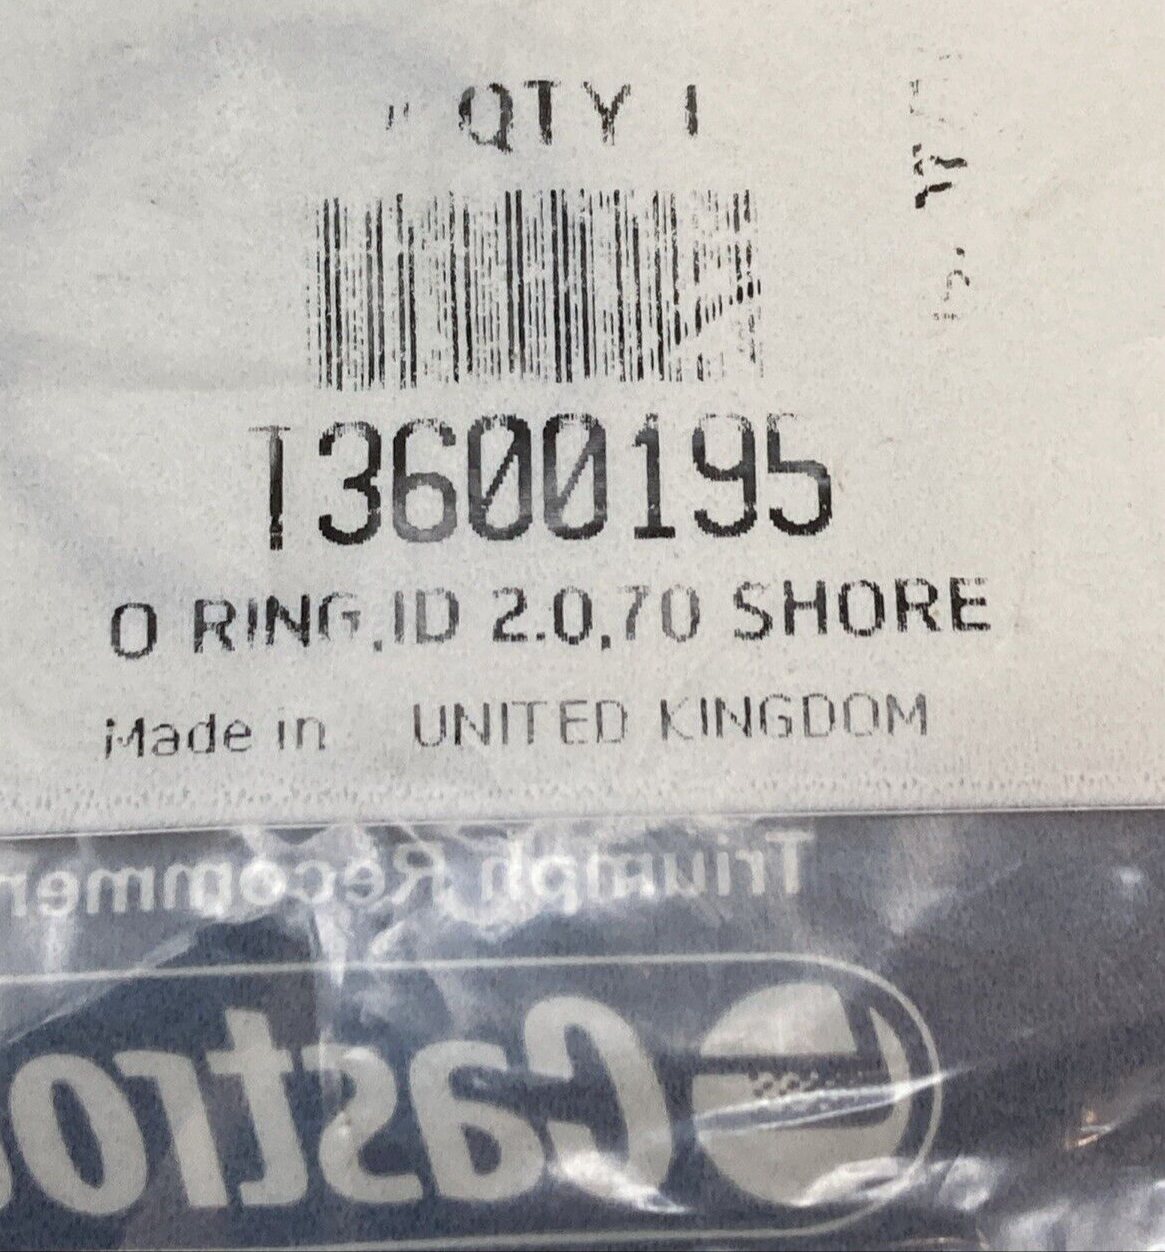 QTY 1
T3600195
O RING,ID 2.0,70 SHORE
Made in UNITED KINGDOM
Triumph Recommen
Castro